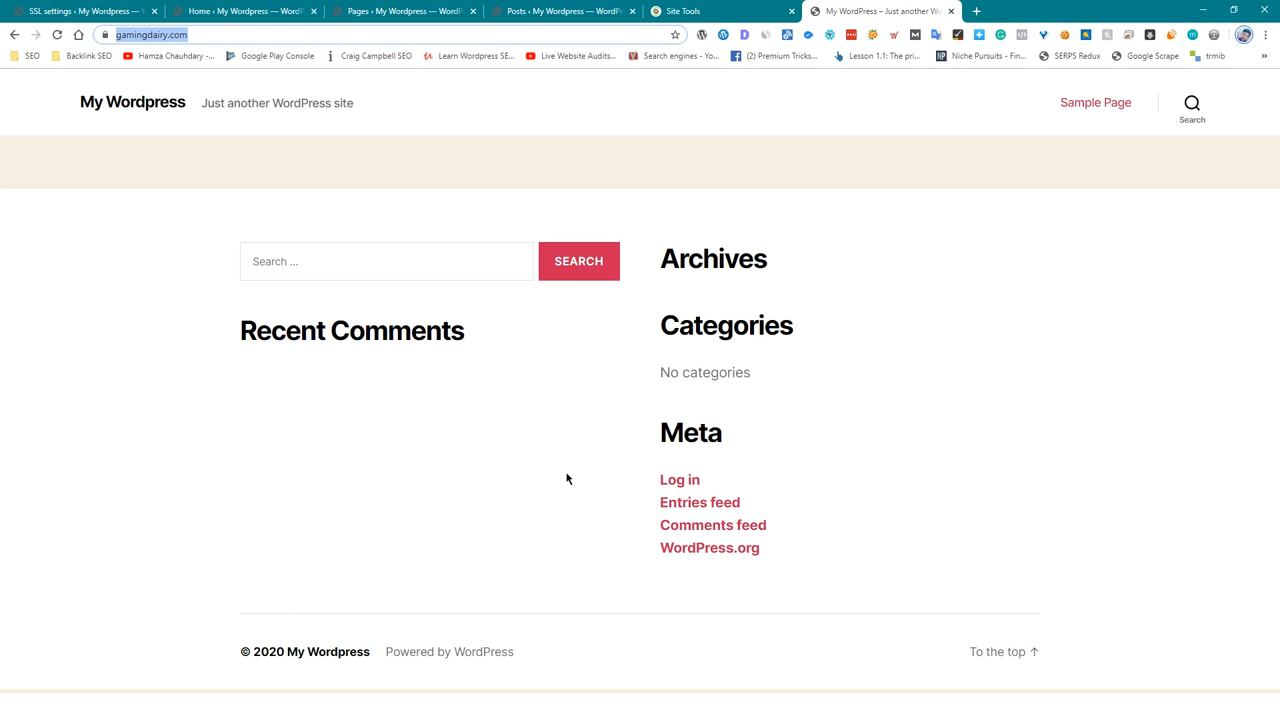 SSL settings ‹ My Wordpress —
Home ‹ My Wordpress — WordP
Pages ‹ My Wordpress — WordP
Posts ‹ My Wordpress — WordPr
Site Tools
My WordPress – Just another Wo
gamingdairy.com
SEO
Backlink SEO
Hamza Chauhdary -...
Google Play Console
Craig Campbell SEO
Learn Wordpress SE...
Live Website Audits...
Search engines - Yo...
(2) Premium Tricks...
Lesson 1.1: The pri...
Niche Pursuits - Fin...
SERPS Redux
Google Scrape
trmib
»
My Wordpress
Just another WordPress site
Sample Page
Search
Search …
SEARCH
Recent Comments
Archives
Categories
No categories
Meta
Log in
Entries feed
Comments feed
WordPress.org
© 2020 My Wordpress
Powered by WordPress
To the top ↑